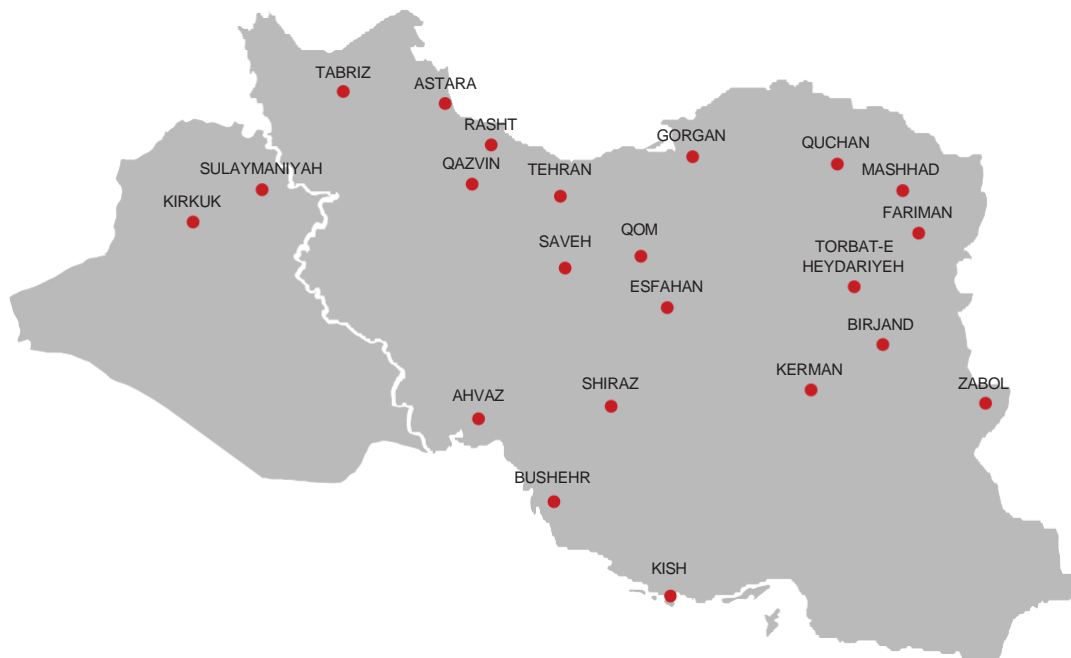 TABRIZ
ASTARA
RASHT
GORGAN
QUCHAN
SULAYMANIYAH
QAZVIN
TEHRAN
MASHHAD
KIRKUK
FARIMAN
SAVEH
QOM
TORBAT-E
HEYDARIYEH
ESFAHAN
BIRJAND
AHVAZ
SHIRAZ
KERMAN
ZABOL
BUSHEHR
KISH